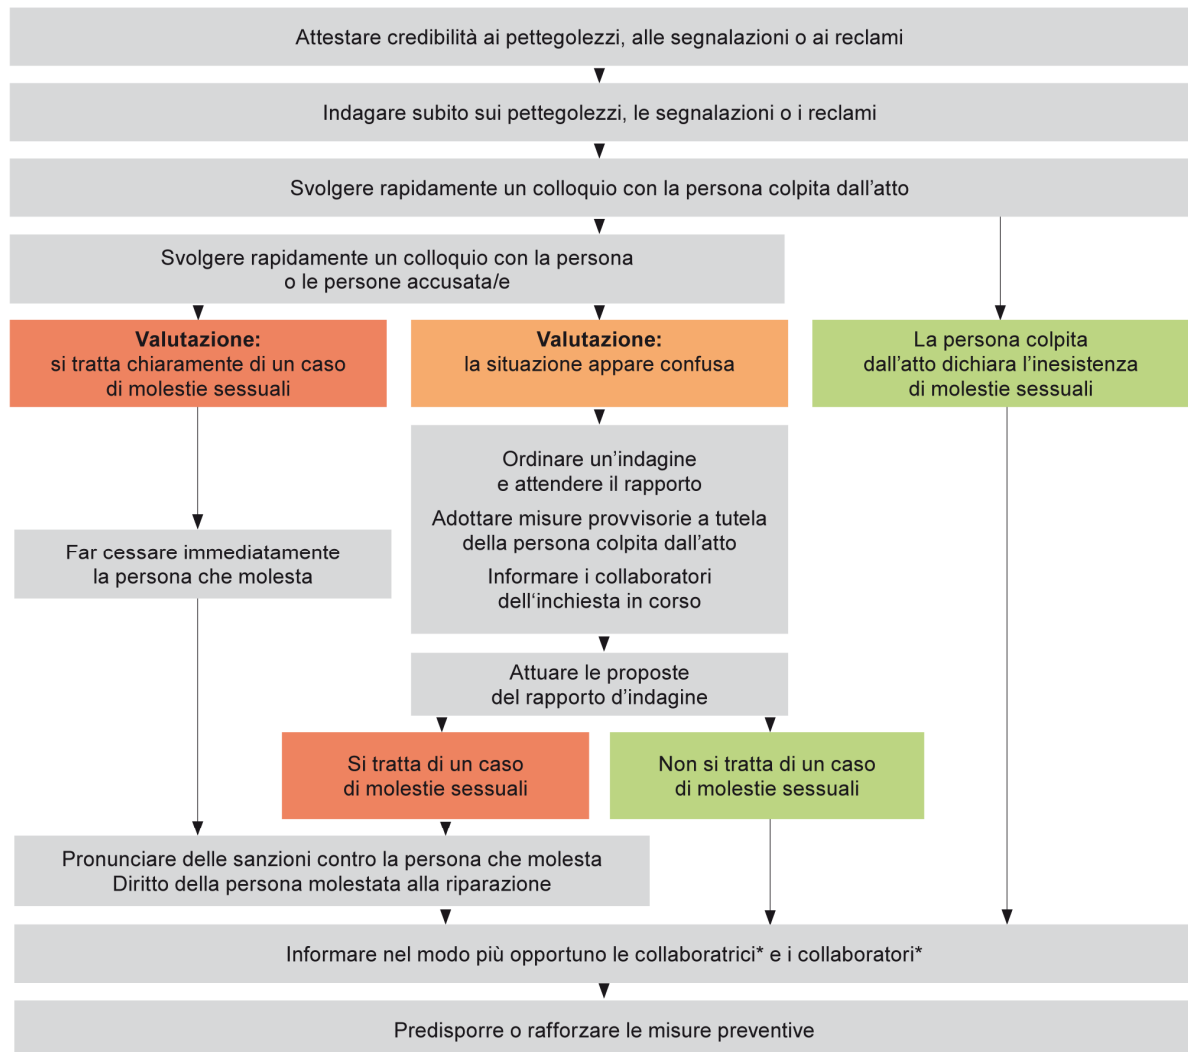 Attestare credibilità ai pettegolezzi, alle segnalazioni o ai reclami
Indagare subito sui pettegolezzi, le segnalazioni o i reclami
Svolgere rapidamente un colloquio con la persona colpita dall'atto
Svolgere rapidamente un colloquio con la persona
o le persone accusata/e
Valutazione:
si tratta chiaramente di un caso
di molestie sessuali
Valutazione:
la situazione appare confusa
La persona colpita
dall'atto dichiara l'inesistenza
di molestie sessuali
Ordinare un'indagine
e attendere il rapporto
Adottare misure provvisorie a tutela
della persona colpita dall'atto
Informare i collaboratori
dell'inchiesta in corso
Far cessare immediatamente
la persona che molesta
Attuare le proposte
del rapporto d'indagine
Si tratta di un caso
di molestie sessuali
Non si tratta di un caso
di molestie sessuali
Pronunciare delle sanzioni contro la persona che molesta
Diritto della persona molestata alla riparazione
Informare nel modo più opportuno le collaboratrici* e i collaboratori*
Predisporre o rafforzare le misure preventive